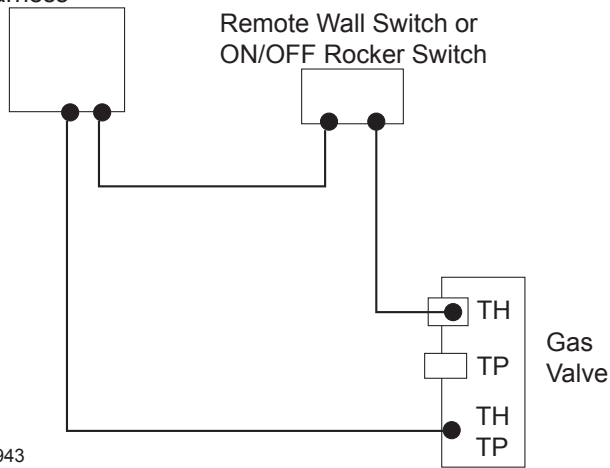 Remote Wall Switch or
ON/OFF Rocker Switch
TH
TP
TH
TP
Gas
Valve